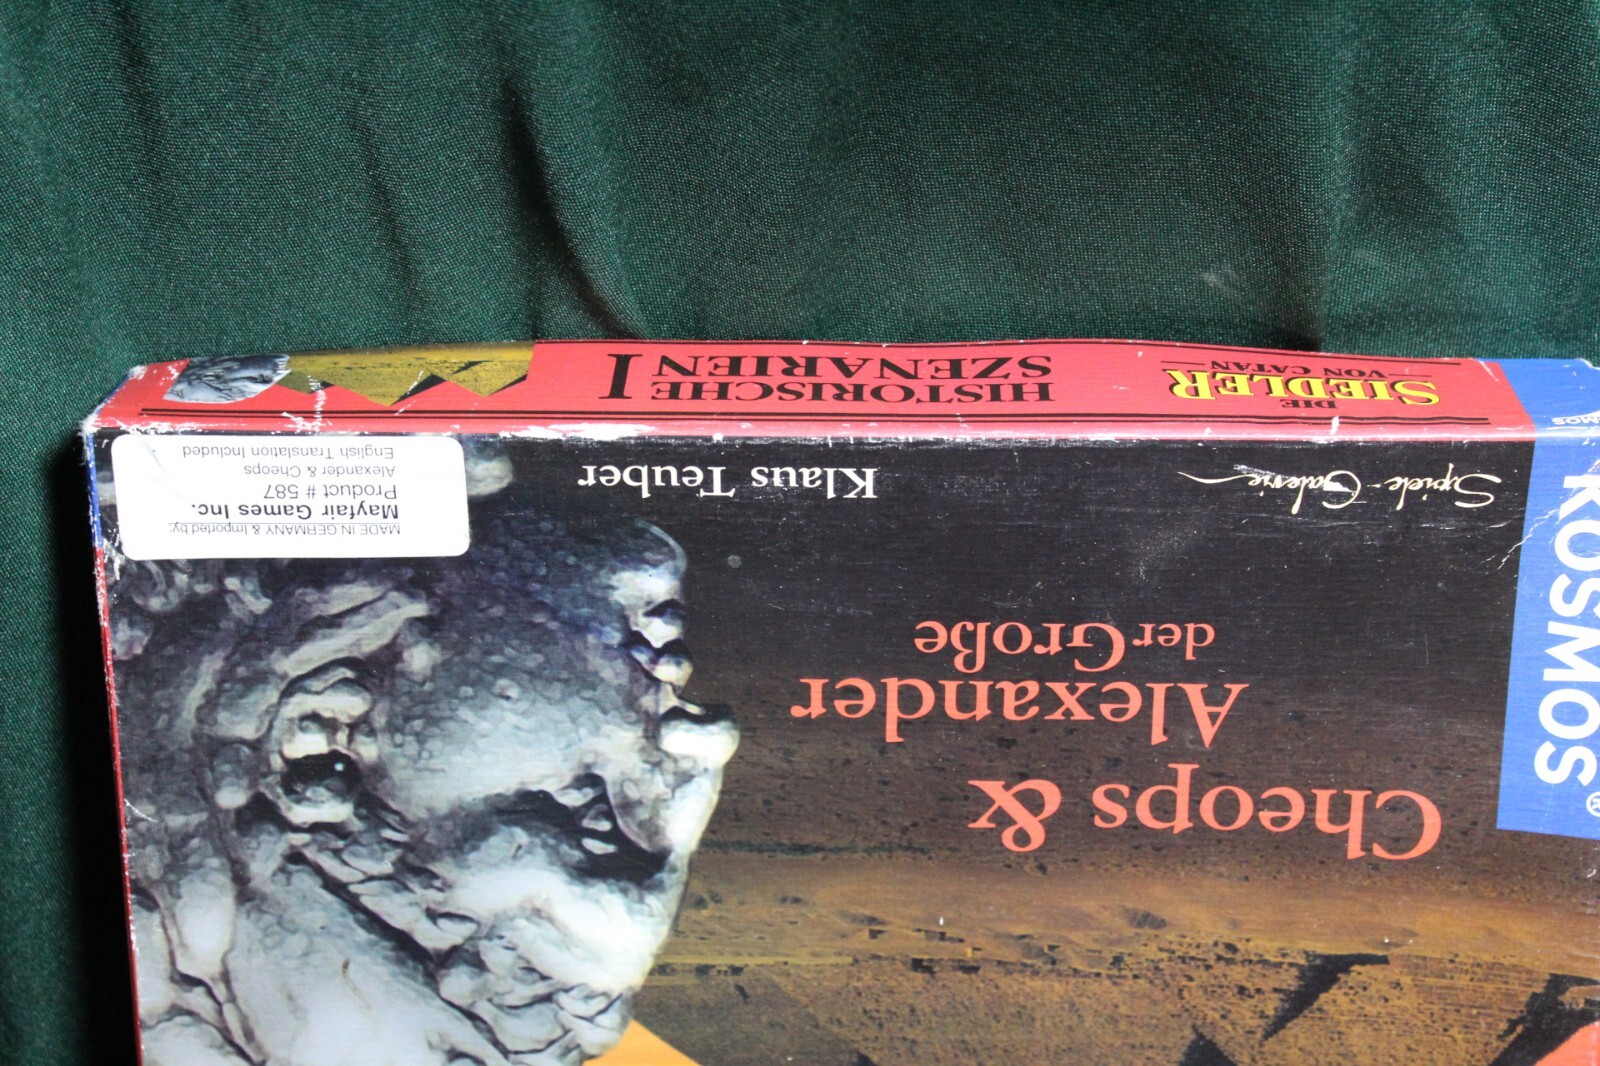 KOSMOS®
Spiele-Galerie
Klaus Teuber
Cheops &
Alexander
der Große
MADE IN GERMANY & Imported by:
Mayfair Games Inc.
Product # 587
Alexander & Cheops
English Translation Included
DIE
SIEDLER
VON CATAN
HISTORISCHE
SZENARIEN I
MOS